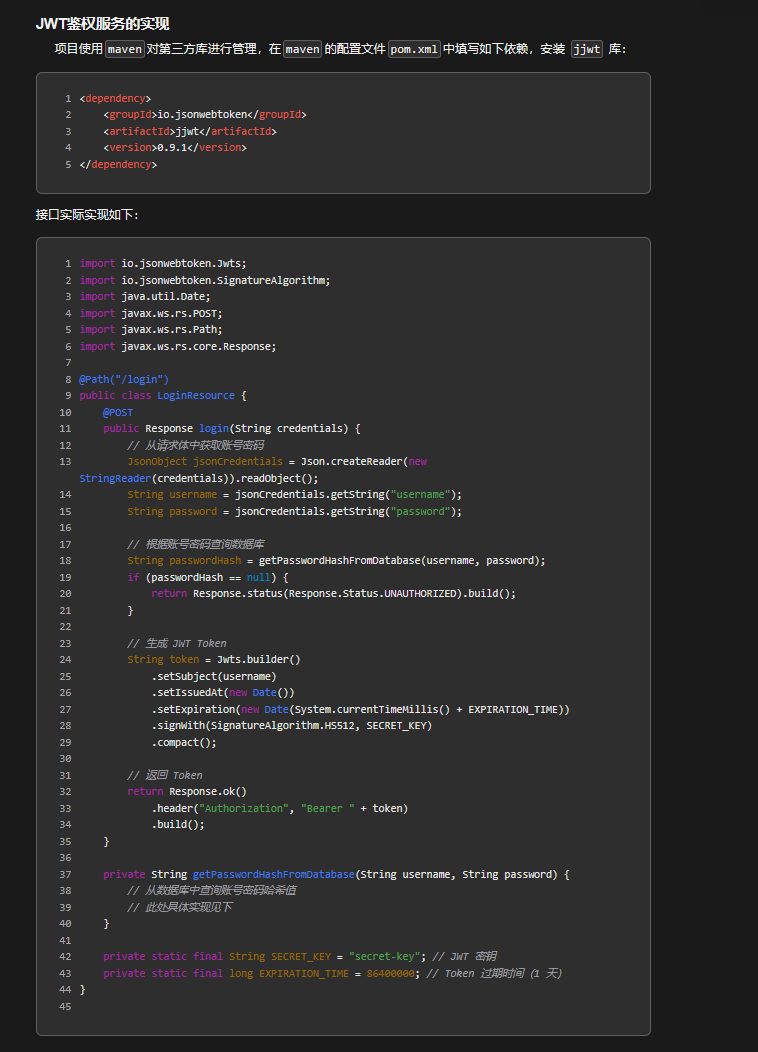 JWT鉴权服务的实现
项目使用 maven 对第三方库进行管理，在 maven 的配置文件 pom.xml 中填写如下依赖，安装 jjwt 库：
1 <dependency>
2     <groupId>io.jsonwebtoken</groupId>
3     <artifactId>jjwt</artifactId>
4     <version>0.9.1</version>
5 </dependency>
接口实际实现如下：
1 import io.jsonwebtoken.Jwts;
2 import io.jsonwebtoken.SignatureAlgorithm;
3 import java.util.Date;
4 import javax.ws.rs.POST;
5 import javax.ws.rs.Path;
6 import javax.ws.rs.core.Response;
7
8 @Path("/login")
9 public class LoginResource {
10     @POST
11     public Response login(String credentials) {
12         // 从请求体中获取账号密码
13         JsonObject jsonCredentials = Json.createReader(new
StringReader(credentials)).readObject();
14         String username = jsonCredentials.getString("username");
15         String password = jsonCredentials.getString("password");
16
17         // 根据账号密码查询数据库
18         String passwordHash = getPasswordHashFromDatabase(username, password);
19         if (passwordHash == null) {
20             return Response.status(Response.Status.UNAUTHORIZED).build();
21         }
22
23         // 生成 JWT Token
24         String token = Jwts.builder()
25             .setSubject(username)
26             .setIssuedAt(new Date())
27             .setExpiration(new Date(System.currentTimeMillis() + EXPIRATION_TIME))
28             .signWith(SignatureAlgorithm.HS512, SECRET_KEY)
29             .compact();
30
31         // 返回 Token
32         return Response.ok()
33             .header("Authorization", "Bearer " + token)
34             .build();
35     }
36
37     private String getPasswordHashFromDatabase(String username, String password) {
38         // 从数据库中查询账号密码哈希值
39         // 此处具体实现见下
40     }
41
42     private static final String SECRET_KEY = "secret-key"; // JWT 密钥
43     private static final long EXPIRATION_TIME = 86400000; // Token 过期时间（1 天）
44 }
45